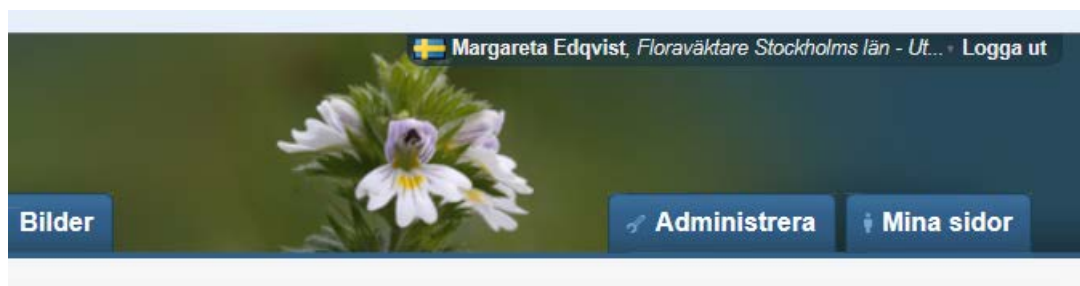 Margareta Edqvist, Floraväktare Stockholms län - Ut... Logga ut
Bilder Administrera Mina sidor